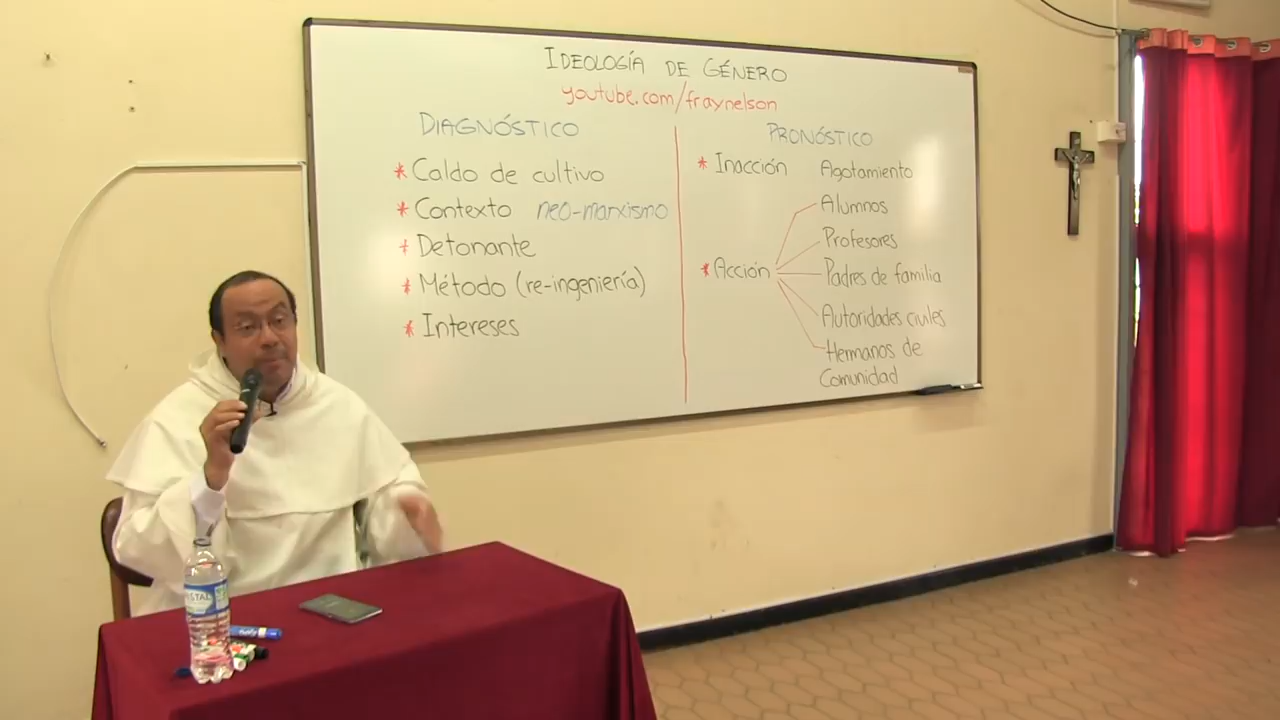 IDEOLOGÍA DE GÉNERO
youtube.com/fraynelson
DIAGNÓSTICO
* Caldo de cultivo
* Contexto neo-marxismo
* Detonante
* Método (re-ingeniería)
* Intereses
PRONÓSTICO
* Inacción Agotamiento
Alumnos
Profesores
* Acción
Padres de familia
Autoridades civiles
Hermanos de
Comunidad